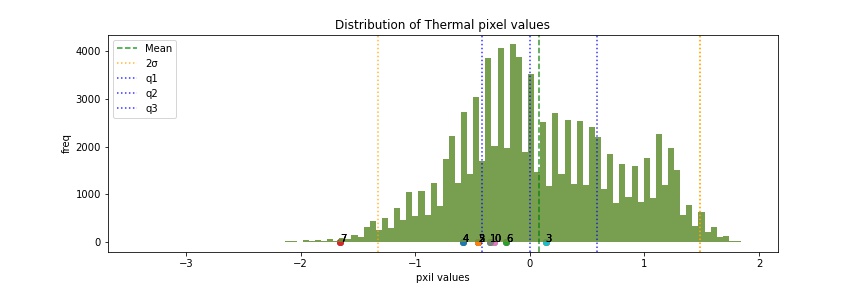 Distribution of Thermal pixel values
Mean
2σ
q1
q2
q3
freq
4000
3000
2000
1000
0
7
4
10
6
3
−3
−2
−1
0
1
2
pxil values